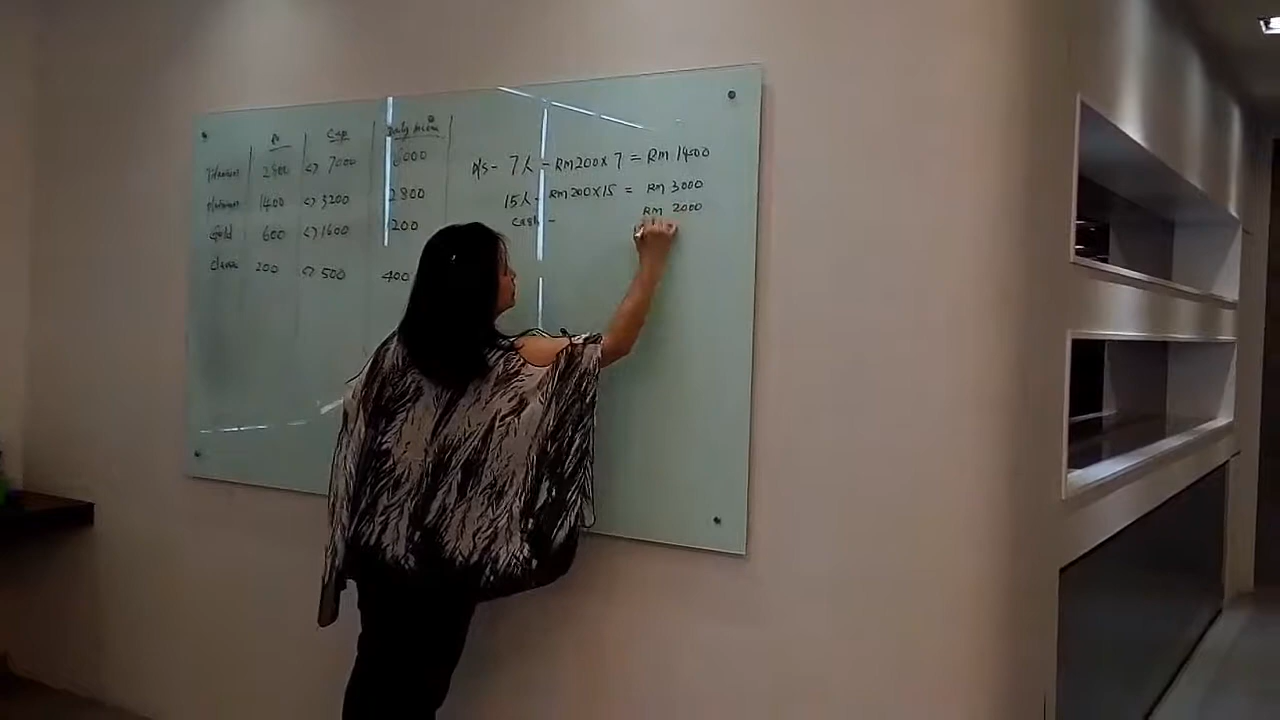 Pv Cap Daily Income
Titanium 2800 <> 7000 6000
Platinum 1400 <> 3200 2800
Gold 600 <> 1600 1200
Classic 200 <> 500 400
D/S - 7人 - RM200 x 7 = RM 1400
15人 - RM200 x 15 = RM 3000
Cash - RM 2000